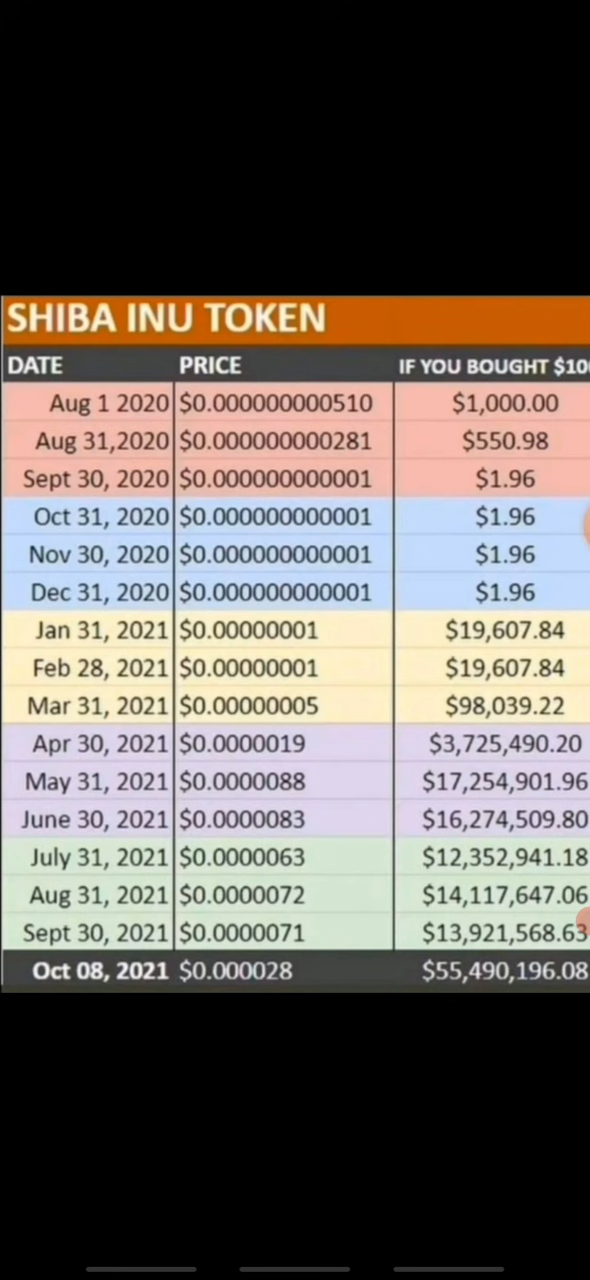 SHIBA INU TOKEN
DATE PRICE IF YOU BOUGHT $10
Aug 1 2020 $0.000000000510 $1,000.00
Aug 31,2020 $0.000000000281 $550.98
Sept 30, 2020 $0.000000000001 $1.96
Oct 31, 2020 $0.000000000001 $1.96
Nov 30, 2020 $0.000000000001 $1.96
Dec 31, 2020 $0.000000000001 $1.96
Jan 31, 2021 $0.00000001 $19,607.84
Feb 28, 2021 $0.00000001 $19,607.84
Mar 31, 2021 $0.00000005 $98,039.22
Apr 30, 2021 $0.0000019 $3,725,490.20
May 31, 2021 $0.0000088 $17,254,901.96
June 30, 2021 $0.0000083 $16,274,509.80
July 31, 2021 $0.0000063 $12,352,941.18
Aug 31, 2021 $0.0000072 $14,117,647.06
Sept 30, 2021 $0.0000071 $13,921,568.63
Oct 08, 2021 $0.000028 $55,490,196.08